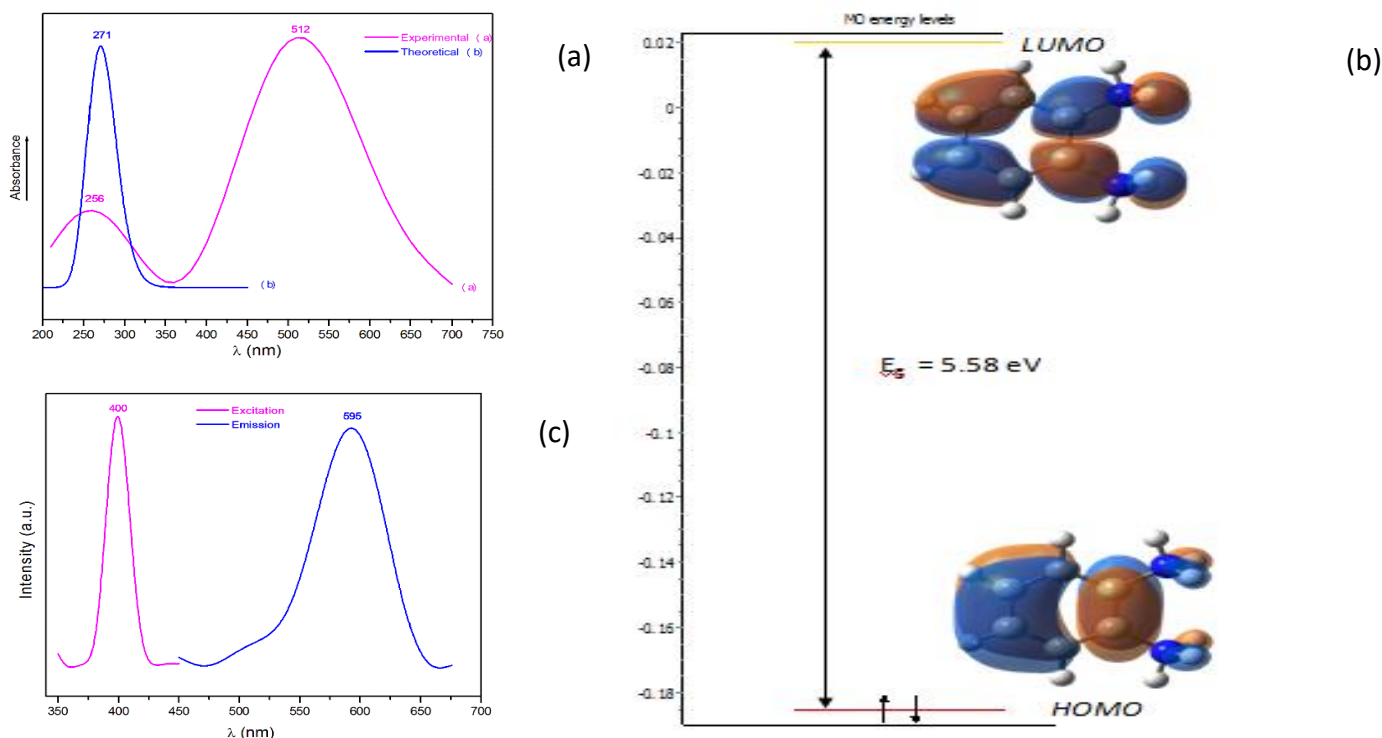 271
512
Experimental ( a)
Theoretical ( b)
256
( b)
( a)
Absorbance
200 250 300 350 400 450 500 550 600 650 700 750
λ (nm)
(a)
400
595
Excitation
Emission
Intensity (a.u.)
350 400 450 500 550 600 650 700
λ (nm)
(c)
MO energy levels
(b)
0.02
LUMO
0
-0.02
-0.04
-0.06
-0.08
Eg = 5.58 eV
-0.1
-0.12
-0.14
-0.16
-0.18
HOMO